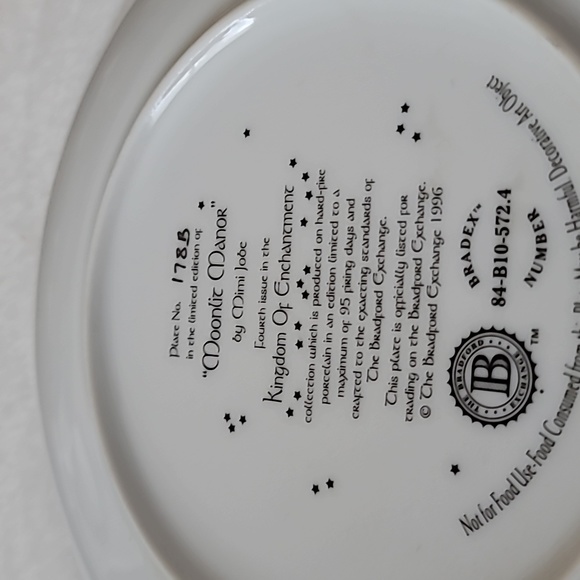 Plate No. 178B
in the limited edition of
"Moonlit Manor"
by Mimi Jobe
Fourth issue in the
Kingdom Of Enchantment
collection which is produced on hard-fire
porcelain in an edition limited to a
maximum of 95 firing days and
crafted to the exacting standards of
The Bradford Exchange.
This plate is officially listed for
trading on the Bradford Exchange.
© The Bradford Exchange 1996
THE BRADFORD EXCHANGE
B
TM
BRADEX™
84-B10-572.4
NUMBER
Not for Food Use-Food Consumed Harmful. Decorative Art Object